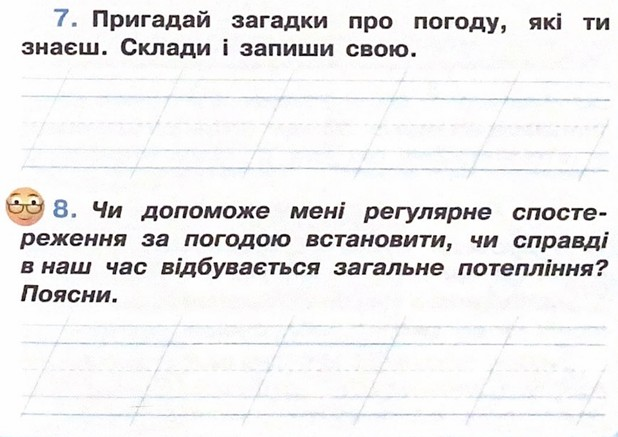 7. Пригадай загадки про погоду, які ти
знаєш. Склади і запиши свою.
8. Чи допоможе мені регулярне спосте-
реження за погодою встановити, чи справді
в наш час відбувається загальне потепління?
Поясни.